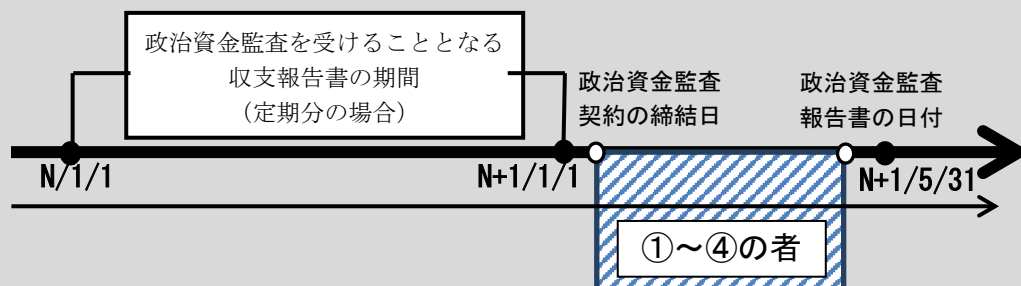 政治資金監査を受けることとなる
収支報告書の期間
（定期分の場合）
政治資金監査
契約の締結日
政治資金監査
報告書の日付
N/1/1
N+1/1/1
N+1/5/31
①～④の者